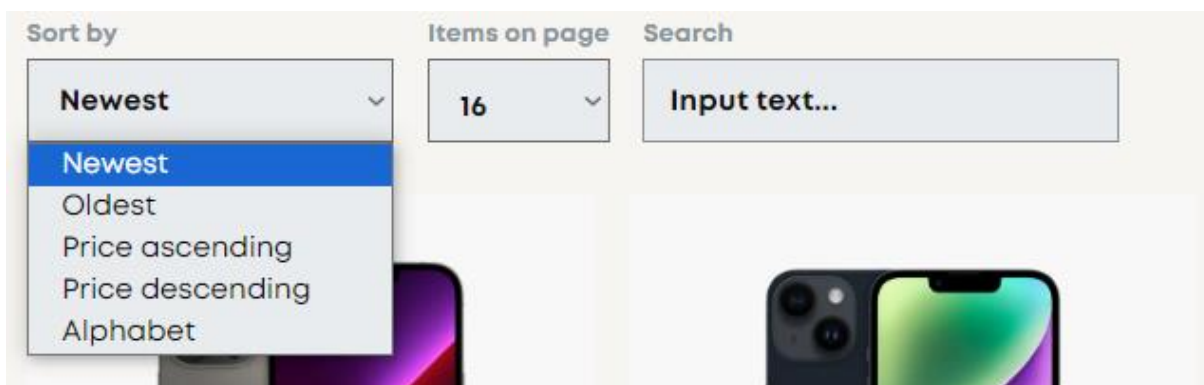 Sort by Items on page Search
Newest 16 Input text...
Newest
Oldest
Price ascending
Price descending
Alphabet